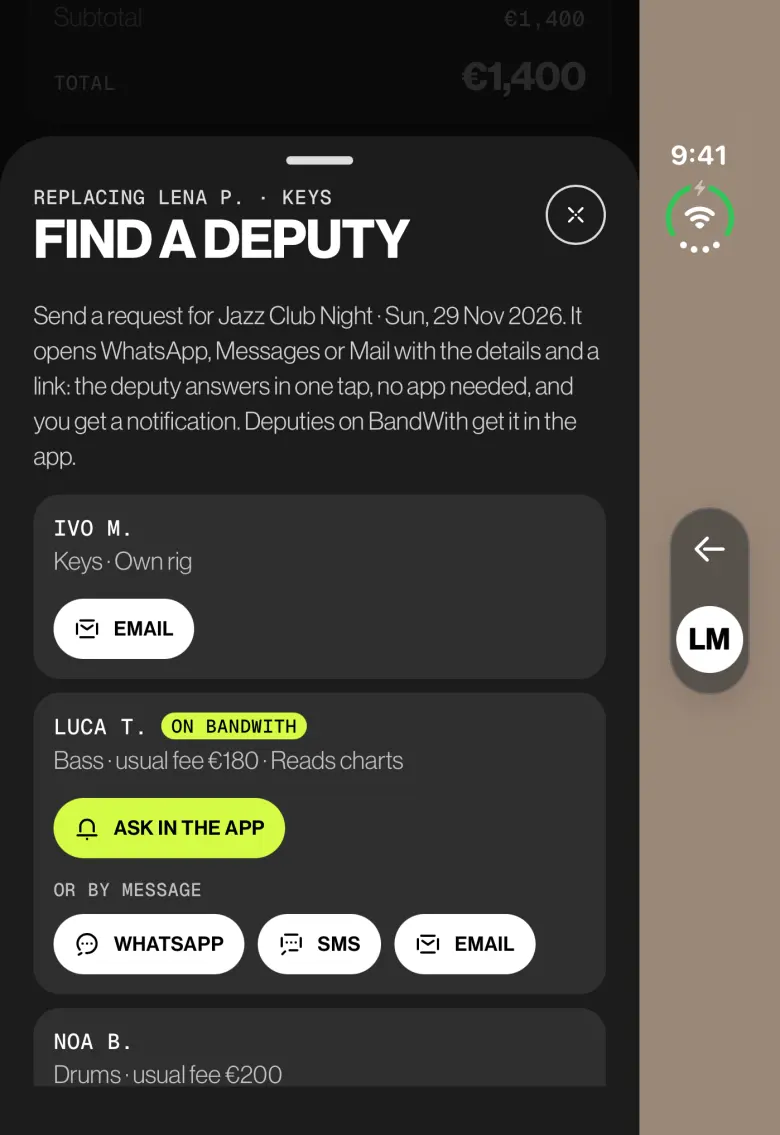 Subtotal €1,400
TOTAL €1,400
REPLACING LENA P. · KEYS
FIND A DEPUTY
Send a request for Jazz Club Night · Sun, 29 Nov 2026. It
opens WhatsApp, Messages or Mail with the details and a
link: the deputy answers in one tap, no app needed, and
you get a notification. Deputies on BandWith get it in the
app.
IVO M.
Keys · Own rig
EMAIL
LUCA T. ON BANDWITH
Bass · usual fee €180 · Reads charts
ASK IN THE APP
OR BY MESSAGE
WHATSAPP SMS EMAIL
NOA B.
Drums · usual fee €200
9:41
LM